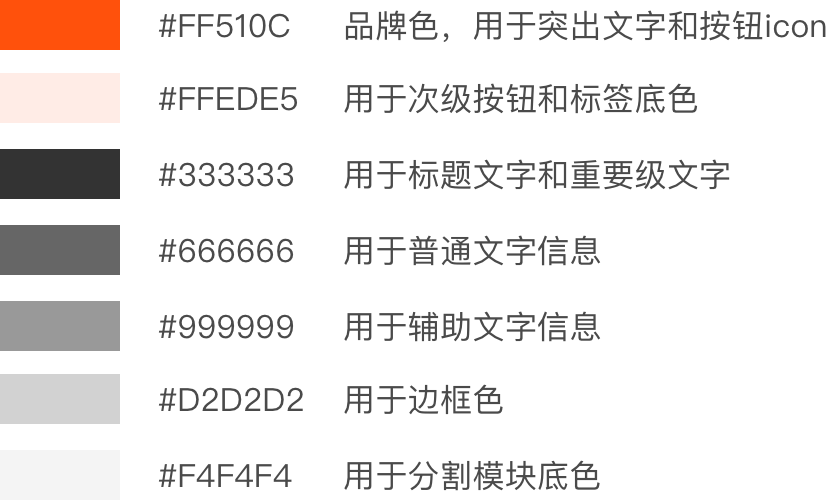 #FF510C 品牌色，用于突出文字和按钮icon
#FFEDE5 用于次级按钮和标签底色
#333333 用于标题文字和重要级文字
#666666 用于普通文字信息
#999999 用于辅助文字信息
#D2D2D2 用于边框色
#F4F4F4 用于分割模块底色